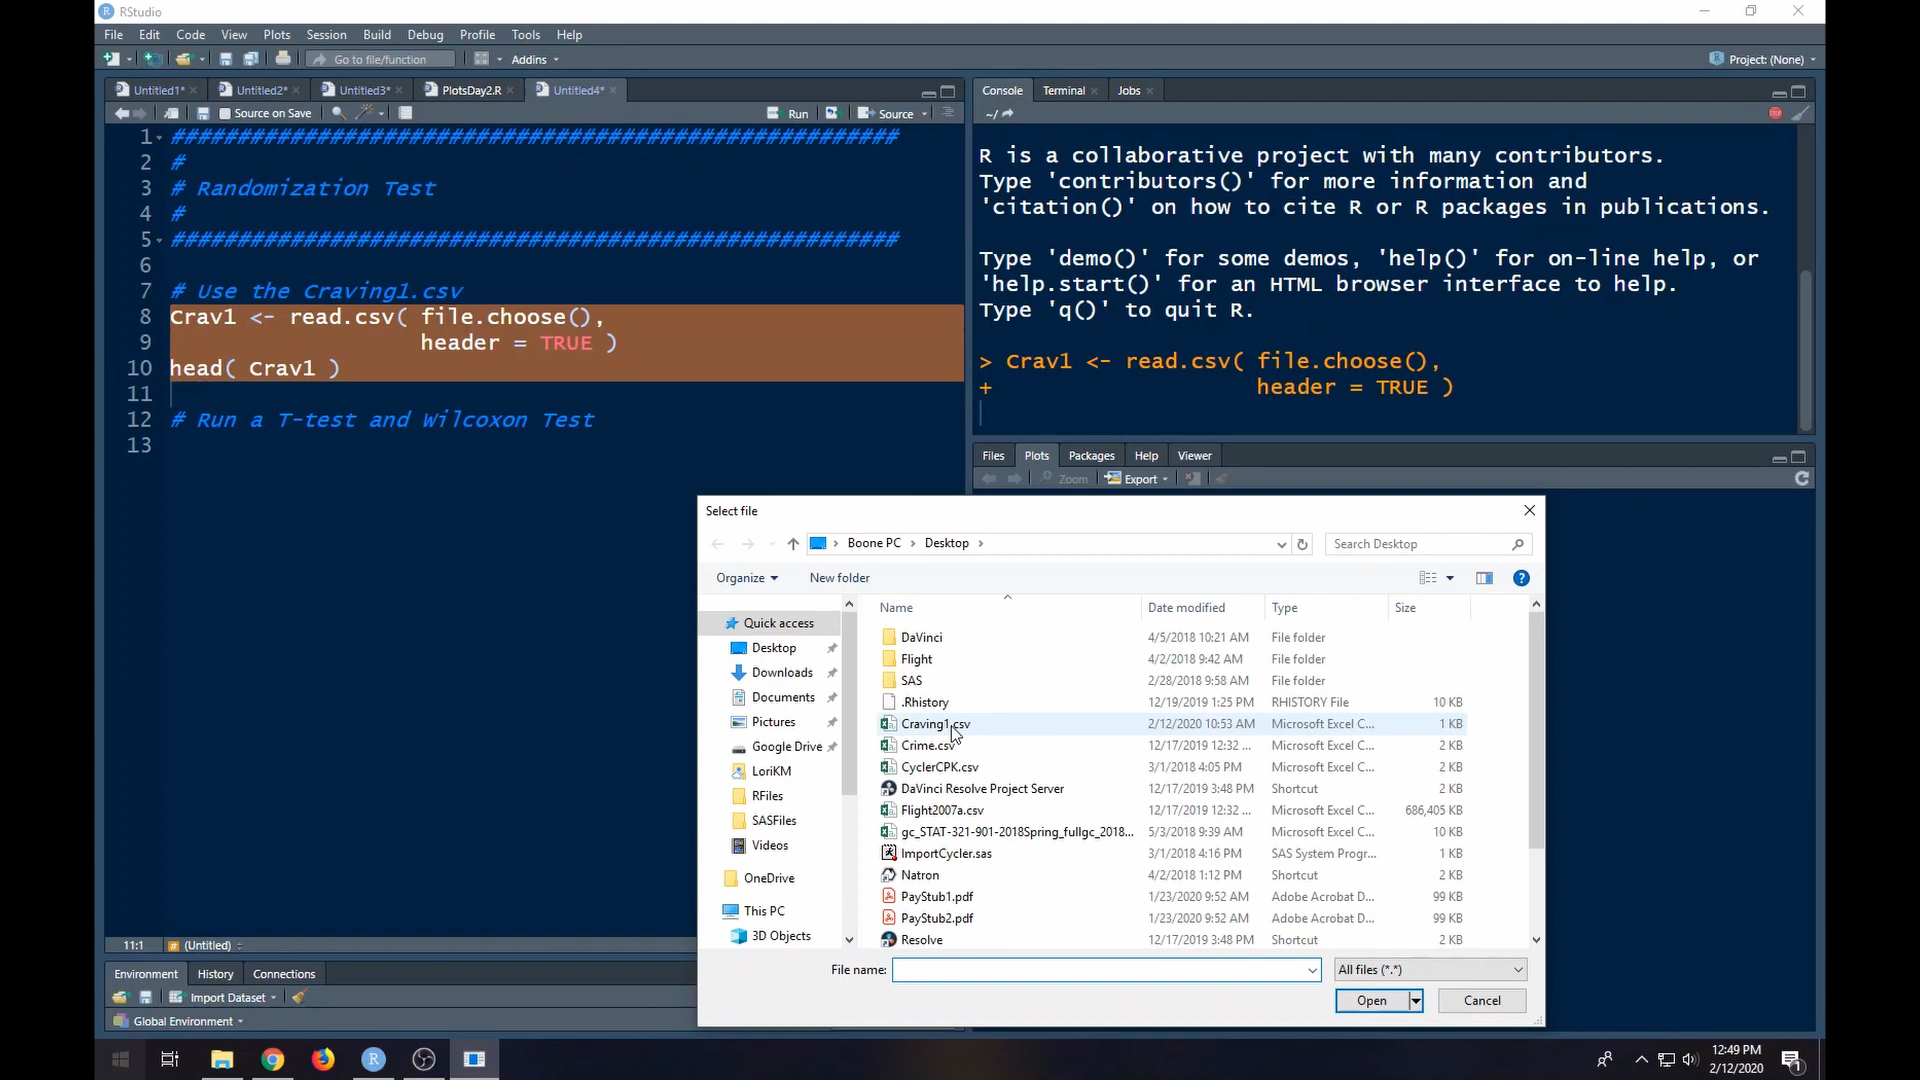 RStudio
File Edit Code View Plots Session Build Debug Profile Tools Help
Go to file/function Addins Project: (None)
Untitled1* Untitled2* Untitled3* PlotsDay2.R Untitled4*
Source on Save Run Source
1 #######################################################
2 #
3 # Randomization Test
4 #
5 #######################################################
6
7 # Use the Craving1.csv
8 Crav1 <- read.csv( file.choose(),
9 header = TRUE )
10 head( Crav1 )
11
12 # Run a T-test and Wilcoxon Test
13
11:1 # (Untitled)
Environment History Connections
Import Dataset
Global Environment
Console Terminal Jobs
~/
R is a collaborative project with many contributors.
Type 'contributors()' for more information and
'citation()' on how to cite R or R packages in publications.
Type 'demo()' for some demos, 'help()' for on-line help, or
'help.start()' for an HTML browser interface to help.
Type 'q()' to quit R.
> Crav1 <- read.csv( file.choose(),
+ header = TRUE )
Files Plots Packages Help Viewer
Zoom Export
Select file
Boone PC > Desktop > Search Desktop
Organize New folder
Quick access
Desktop
Downloads
Documents
Pictures
Google Drive
LoriKM
RFiles
SASFiles
Videos
OneDrive
This PC
3D Objects
Name Date modified Type Size
DaVinci 4/5/2018 10:21 AM File folder
Flight 4/2/2018 9:42 AM File folder
SAS 2/28/2018 9:58 AM File folder
.Rhistory 12/19/2019 1:25 PM RHISTORY File 10 KB
Craving1.csv 2/12/2020 10:53 AM Microsoft Excel C... 1 KB
Crime.csv 12/17/2019 12:32 ... Microsoft Excel C... 2 KB
CyclerCPK.csv 3/1/2018 4:05 PM Microsoft Excel C... 2 KB
DaVinci Resolve Project Server 12/17/2019 3:48 PM Shortcut 2 KB
Flight2007a.csv 12/17/2019 12:32 ... Microsoft Excel C... 686,405 KB
gc_STAT-321-901-2018Spring_fullgc_2018... 5/3/2018 9:39 AM Microsoft Excel C... 10 KB
ImportCycler.sas 3/1/2018 4:16 PM SAS System Progr... 1 KB
Natron 4/2/2018 1:12 PM Shortcut 2 KB
PayStub1.pdf 1/23/2020 9:52 AM Adobe Acrobat D... 99 KB
PayStub2.pdf 1/23/2020 9:52 AM Adobe Acrobat D... 99 KB
Resolve 12/17/2019 3:48 PM Shortcut 2 KB
File name: All files (*.*)
Open Cancel
12:49 PM
2/12/2020
1